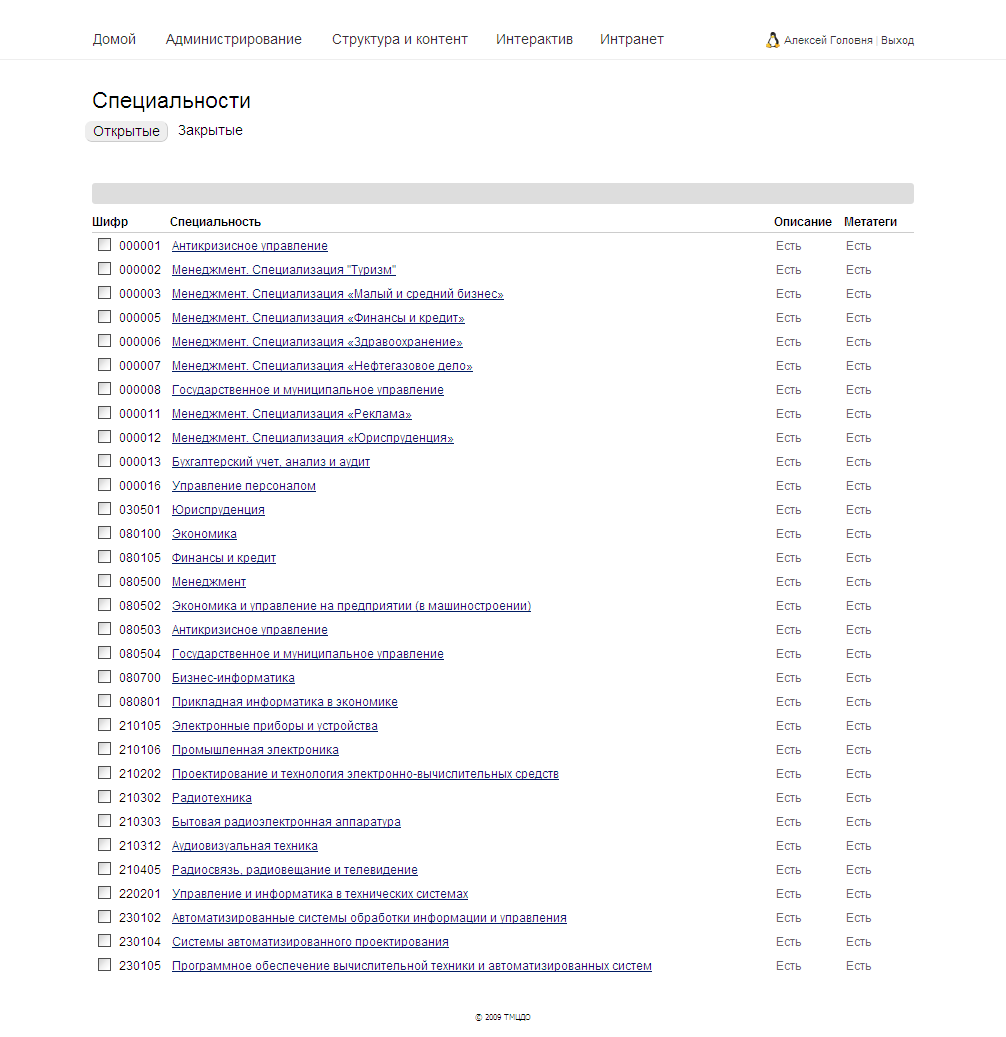 Домой Администрирование Структура и контент Интерактив Интранет Алексей Головня | Выход
Специальности
Открытые Закрытые
Шифр Специальность Описание Метатеги
000001 Антикризисное управление Есть Есть
000002 Менеджмент. Специализация "Туризм" Есть Есть
000003 Менеджмент. Специализация «Малый и средний бизнес» Есть Есть
000005 Менеджмент. Специализация «Финансы и кредит» Есть Есть
000006 Менеджмент. Специализация «Здравоохранение» Есть Есть
000007 Менеджмент. Специализация «Нефтегазовое дело» Есть Есть
000008 Государственное и муниципальное управление Есть Есть
000011 Менеджмент. Специализация «Реклама» Есть Есть
000012 Менеджмент. Специализация «Юриспруденция» Есть Есть
000013 Бухгалтерский учет, анализ и аудит Есть Есть
000016 Управление персоналом Есть Есть
030501 Юриспруденция Есть Есть
080100 Экономика Есть Есть
080105 Финансы и кредит Есть Есть
080500 Менеджмент Есть Есть
080502 Экономика и управление на предприятии (в машиностроении) Есть Есть
080503 Антикризисное управление Есть Есть
080504 Государственное и муниципальное управление Есть Есть
080700 Бизнес-информатика Есть Есть
080801 Прикладная информатика в экономике Есть Есть
210105 Электронные приборы и устройства Есть Есть
210106 Промышленная электроника Есть Есть
210202 Проектирование и технология электронно-вычислительных средств Есть Есть
210302 Радиотехника Есть Есть
210303 Бытовая радиоэлектронная аппаратура Есть Есть
210312 Аудиовизуальная техника Есть Есть
210405 Радиосвязь, радиовещание и телевидение Есть Есть
220201 Управление и информатика в технических системах Есть Есть
230102 Автоматизированные системы обработки информации и управления Есть Есть
230104 Системы автоматизированного проектирования Есть Есть
230105 Программное обеспечение вычислительной техники и автоматизированных систем Есть Есть
© 2009 ТМЦДО